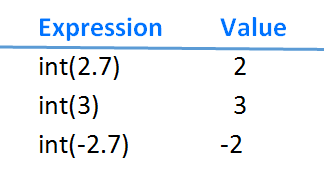 Expression Value
int(2.7) 2
int(3) 3
int(-2.7) -2